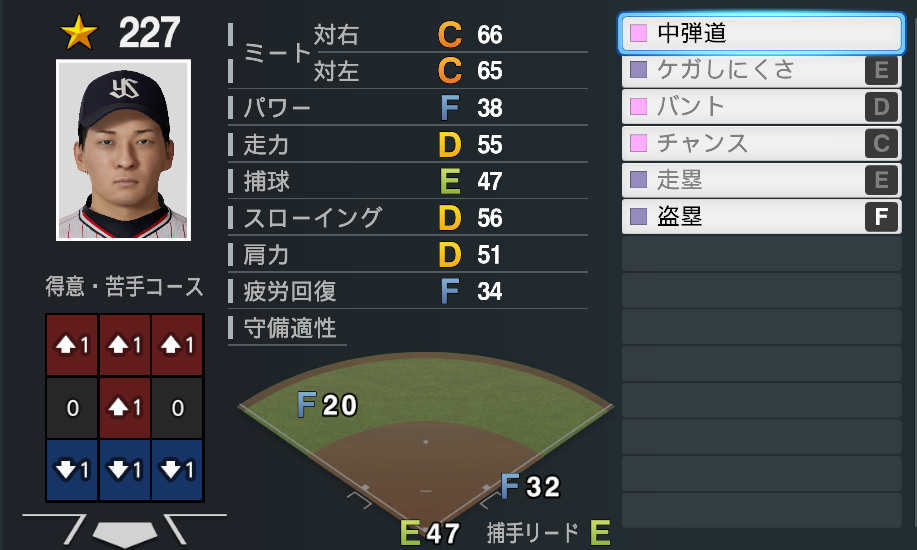 227
ミート 対右 C 66
対左 C 65
パワー F 38
走力 D 55
捕球 E 47
スローイング D 56
肩力 D 51
疲労回復 F 34
守備適性
F 20
F 32
E 47 捕手リード E
YS
得意・苦手コース
1 1 1
0 1 0
1 1 1
中弾道
ケガしにくさ E
バント D
チャンス C
走塁 E
盗塁 F